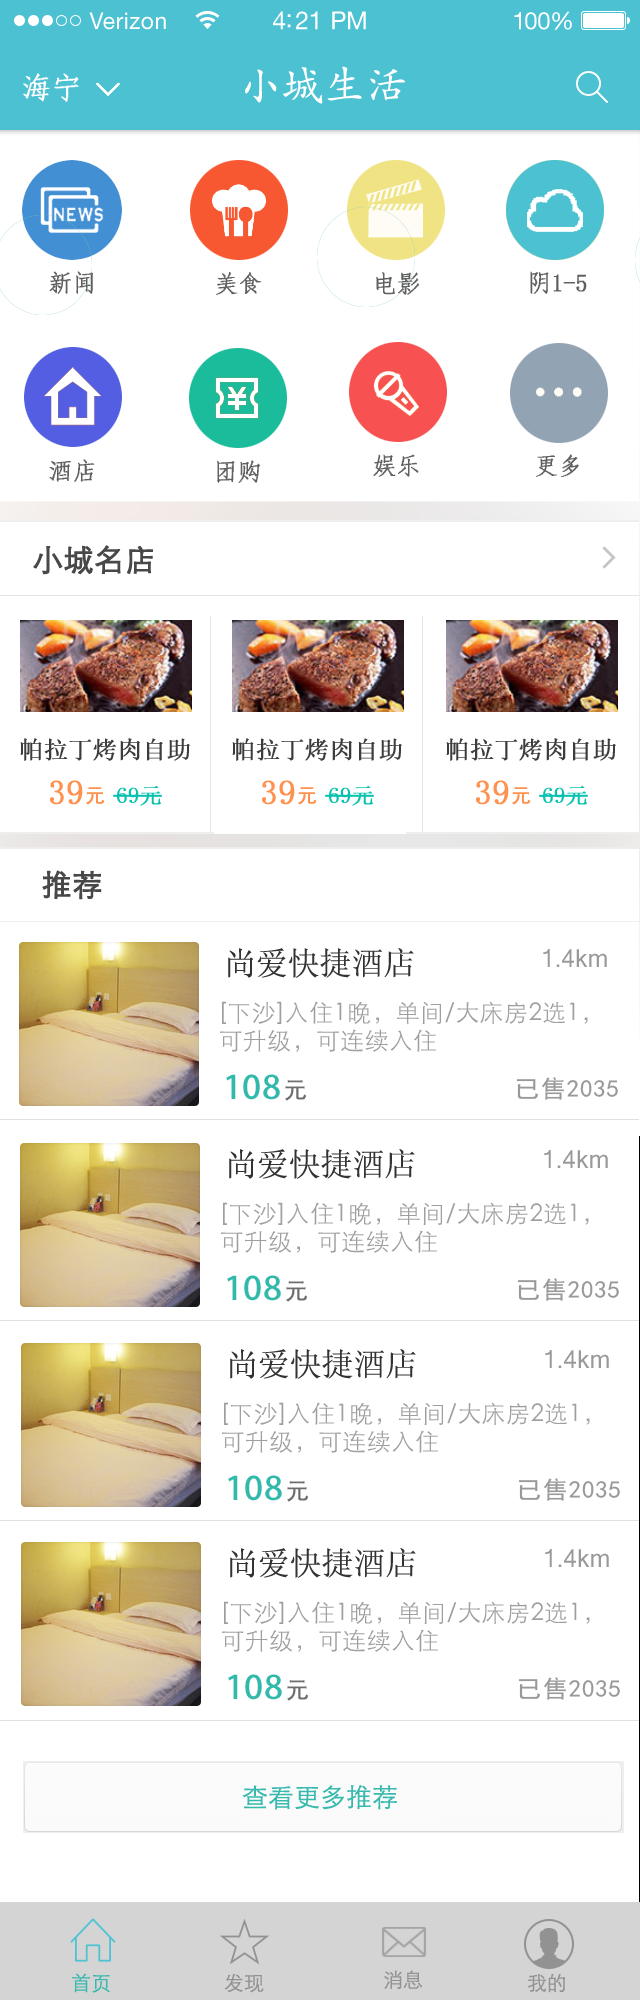 Verizon 4:21 PM 100%
海宁 小城生活
NEWS
新闻 美食 电影 阴1-5
¥
酒店 团购 娱乐 更多
小城名店
帕拉丁烤肉自助 帕拉丁烤肉自助 帕拉丁烤肉自助
39元 69元 39元 69元 39元 69元
推荐
尚爱快捷酒店 1.4km
[下沙]入住1晚，单间/大床房2选1，
可升级，可连续入住
108元 已售2035
尚爱快捷酒店 1.4km
[下沙]入住1晚，单间/大床房2选1，
可升级，可连续入住
108元 已售2035
尚爱快捷酒店 1.4km
[下沙]入住1晚，单间/大床房2选1，
可升级，可连续入住
108元 已售2035
尚爱快捷酒店 1.4km
[下沙]入住1晚，单间/大床房2选1，
可升级，可连续入住
108元 已售2035
查看更多推荐
首页 发现 消息 我的